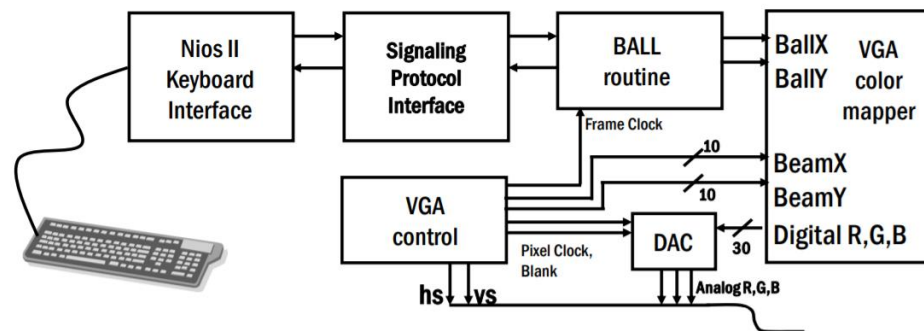 Nios II
Keyboard
Interface
Signaling
Protocol
Interface
BALL
routine
BallX
BallY
VGA
color
mapper
Frame Clock
10
BeamX
10
BeamY
VGA
control
DAC
30
Digital R,G,B
Pixel Clock,
Blank
Analog R,G,B
hs
vs